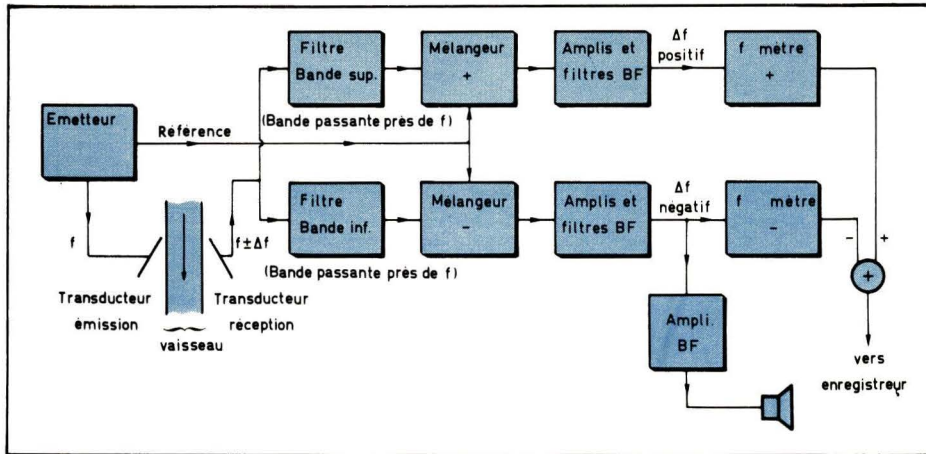 Filtre
Bande sup.
Mélangeur
+
Amplis et
filtres BF
Δf
positif
f mètre
+
Emetteur
Référence
(Bande passante près de f)
Filtre
Bande inf.
Mélangeur
-
Amplis et
filtres BF
Δf
négatif
f mètre
-
(Bande passante près de f)
f
f±Δf
- +
+
Transducteur
émission
Transducteur
réception
vaisseau
Ampli.
BF
vers
enregistreur